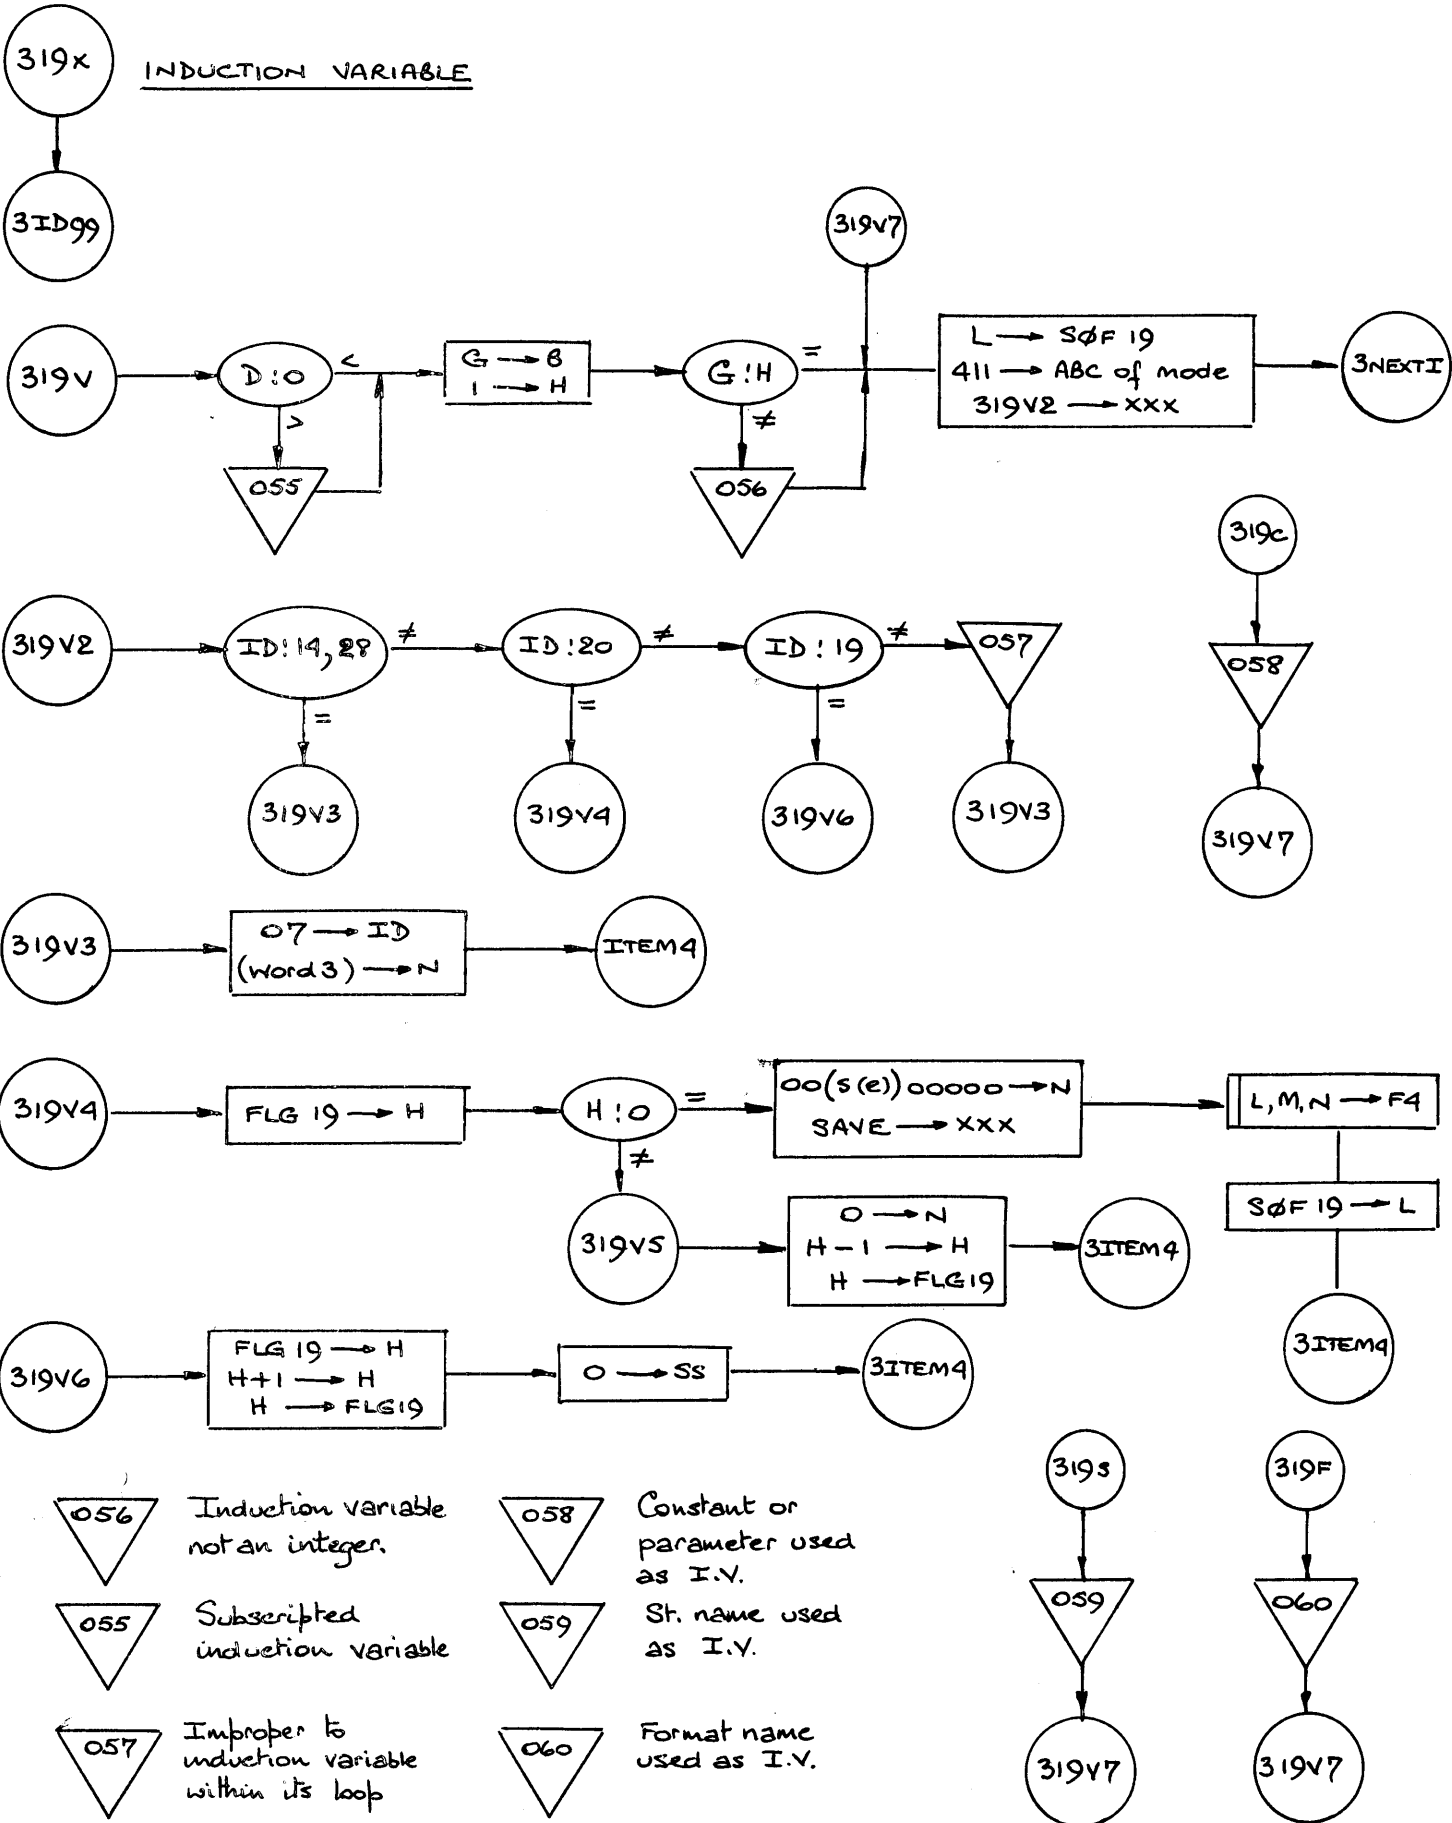 319x
INDUCTION VARIABLE
3ID99
319V7
319V
D:0
<
>
055
G → B
1 → H
G:H
=
≠
056
L → SØF 19
411 → ABC of mode
319V2 → xxx
3NEXTI
319c
058
319V7
319V2
ID:14,28
≠
=
319V3
ID:20
≠
=
319V4
ID:19
≠
=
319V6
057
319V3
319V3
07 → ID
(word 3) → N
ITEM4
319V4
FLG 19 → H
H:0
=
≠
00(s(e))00000 → N
SAVE → XXX
L, M, N → F4
SØF 19 → L
3ITEM4
319V5
0 → N
H-1 → H
H → FLG19
3ITEM4
319V6
FLG 19 → H
H+1 → H
H → FLG19
0 → SS
3ITEM4
056
Induction variable
not an integer.
058
Constant or
parameter used
as I.V.
055
Subscripted
induction variable
059
St. name used
as I.V.
057
Improper to
induction variable
within its loop
060
Format name
used as I.V.
319s
059
319V7
319F
060
319V7